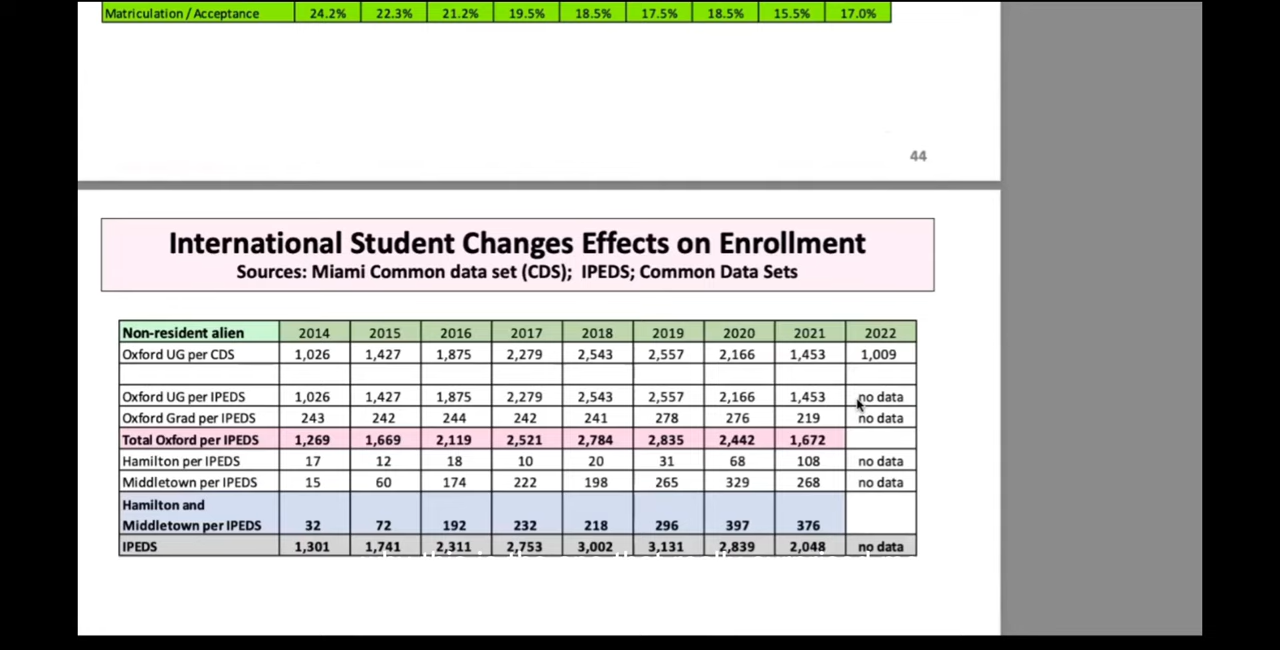 Matriculation / Acceptance 24.2% 22.3% 21.2% 19.5% 18.5% 17.5% 18.5% 15.5% 17.0%
44
International Student Changes Effects on Enrollment
Sources: Miami Common data set (CDS); IPEDS; Common Data Sets
Non-resident alien 2014 2015 2016 2017 2018 2019 2020 2021 2022
Oxford UG per CDS 1,026 1,427 1,875 2,279 2,543 2,557 2,166 1,453 1,009
Oxford UG per IPEDS 1,026 1,427 1,875 2,279 2,543 2,557 2,166 1,453 no data
Oxford Grad per IPEDS 243 242 244 242 241 278 276 219 no data
Total Oxford per IPEDS 1,269 1,669 2,119 2,521 2,784 2,835 2,442 1,672
Hamilton per IPEDS 17 12 18 10 20 31 68 108 no data
Middletown per IPEDS 15 60 174 222 198 265 329 268 no data
Hamilton and
Middletown per IPEDS 32 72 192 232 218 296 397 376
IPEDS 1,301 1,741 2,311 2,753 3,002 3,131 2,839 2,048 no data